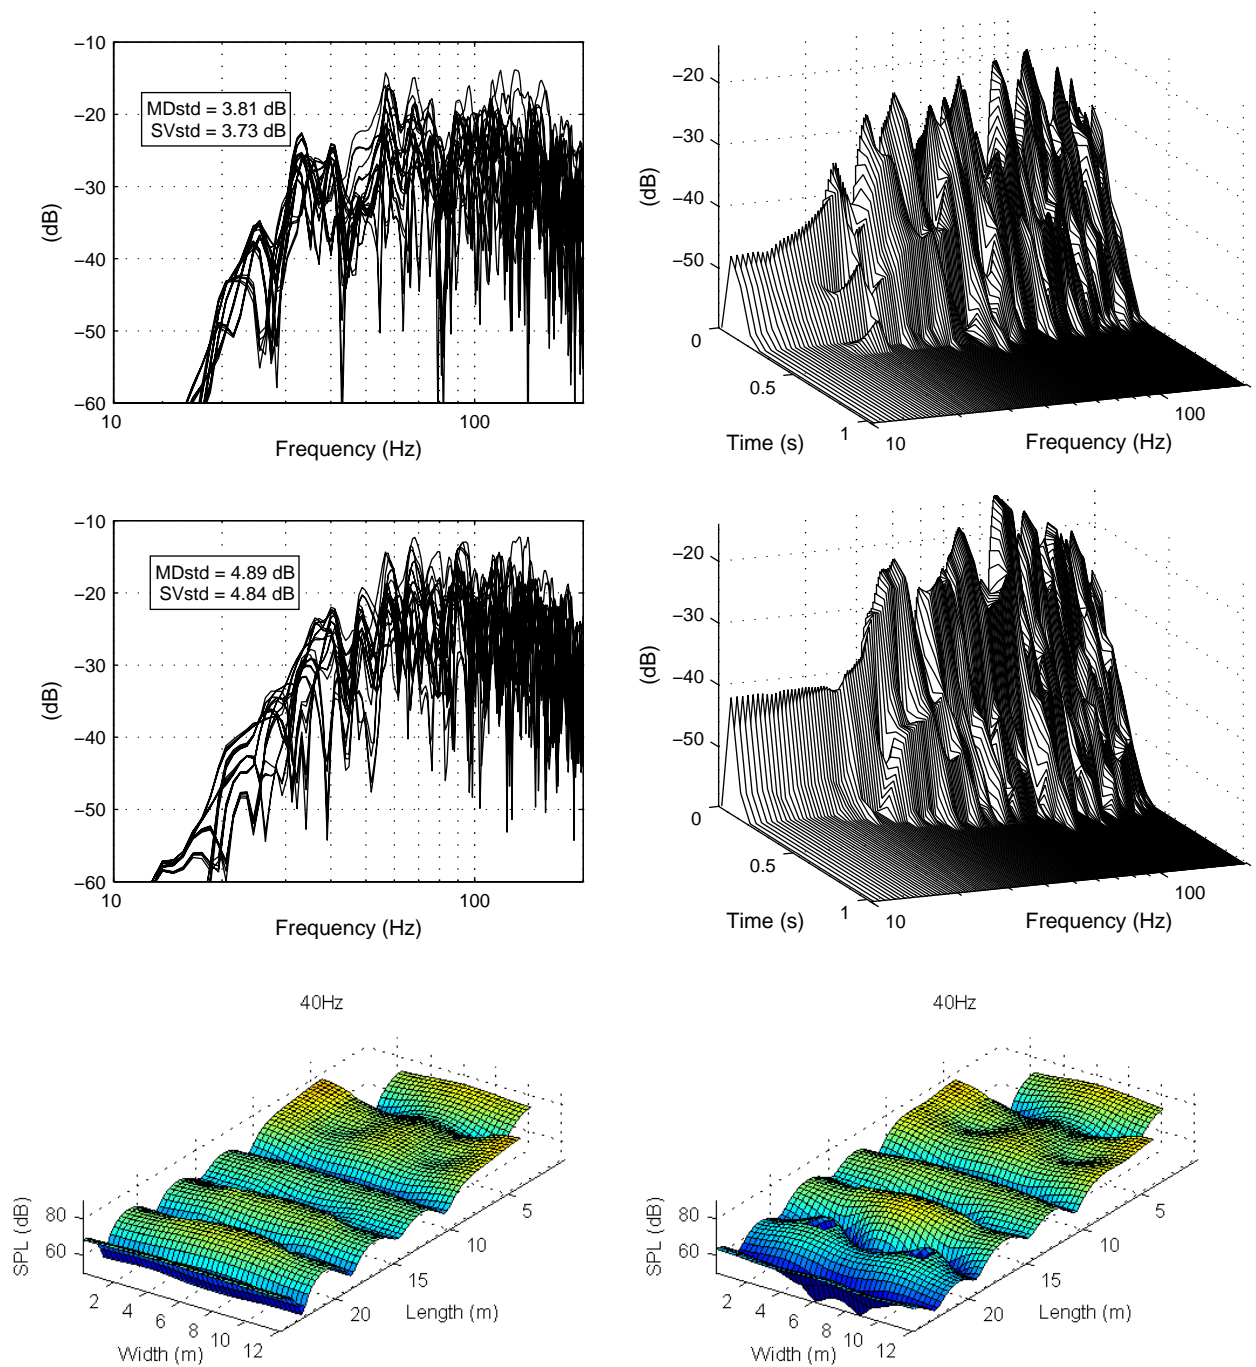 −10
−20
−30
−40
−50
−60
(dB)
MDstd = 3.81 dB
SVstd = 3.73 dB
10
100
Frequency (Hz)
−20
−30
−40
−50
(dB)
0
0.5
1
Time (s)
10
100
Frequency (Hz)
−10
−20
−30
−40
−50
−60
(dB)
MDstd = 4.89 dB
SVstd = 4.84 dB
10
100
Frequency (Hz)
−20
−30
−40
−50
(dB)
0
0.5
1
Time (s)
10
100
Frequency (Hz)
40Hz
80
60
SPL (dB)
2
4
6
8
10
12
Width (m)
5
10
15
20
Length (m)
40Hz
80
60
SPL (dB)
2
4
6
8
10
12
Width (m)
5
10
15
20
Length (m)